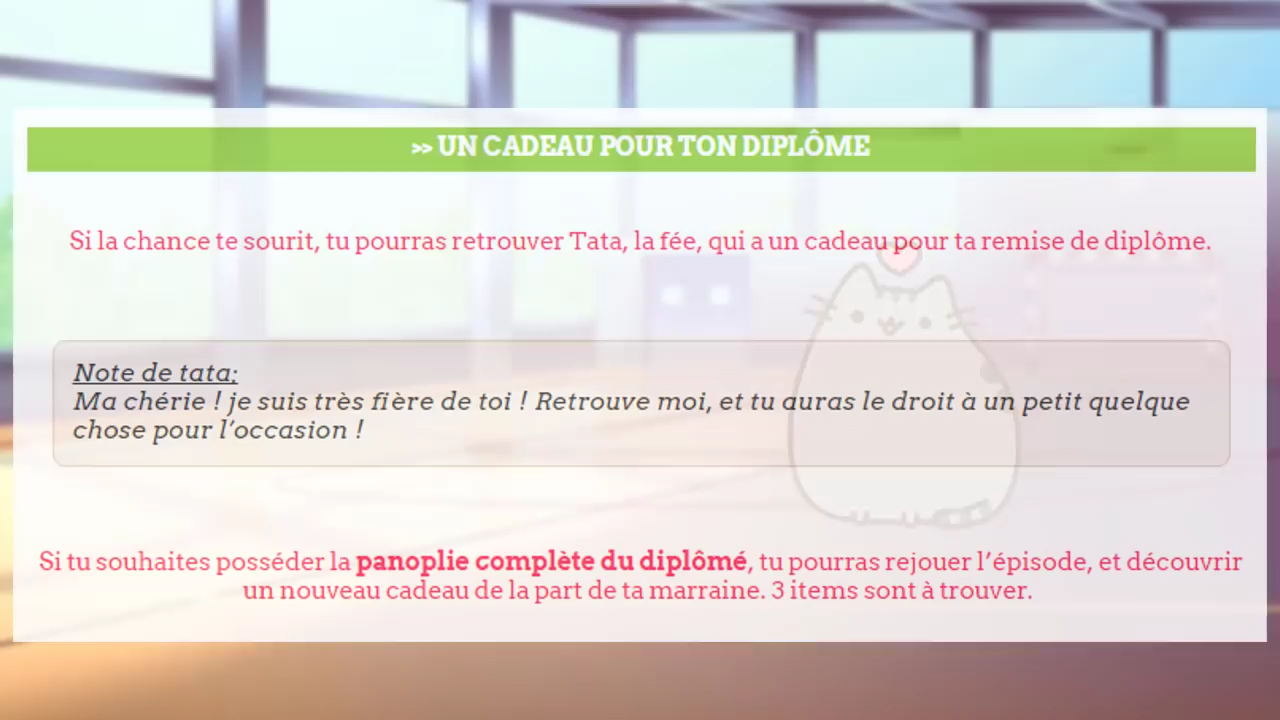 >> UN CADEAU POUR TON DIPLÔME
Si la chance te sourit, tu pourras retrouver Tata, la fée, qui a un cadeau pour ta remise de diplôme.
Note de tata;
Ma chérie ! je suis très fière de toi ! Retrouve moi, et tu auras le droit à un petit quelque
chose pour l’occasion !
Si tu souhaites posséder la panoplie complète du diplômé, tu pourras rejouer l’épisode, et découvrir
un nouveau cadeau de la part de ta marraine. 3 items sont à trouver.